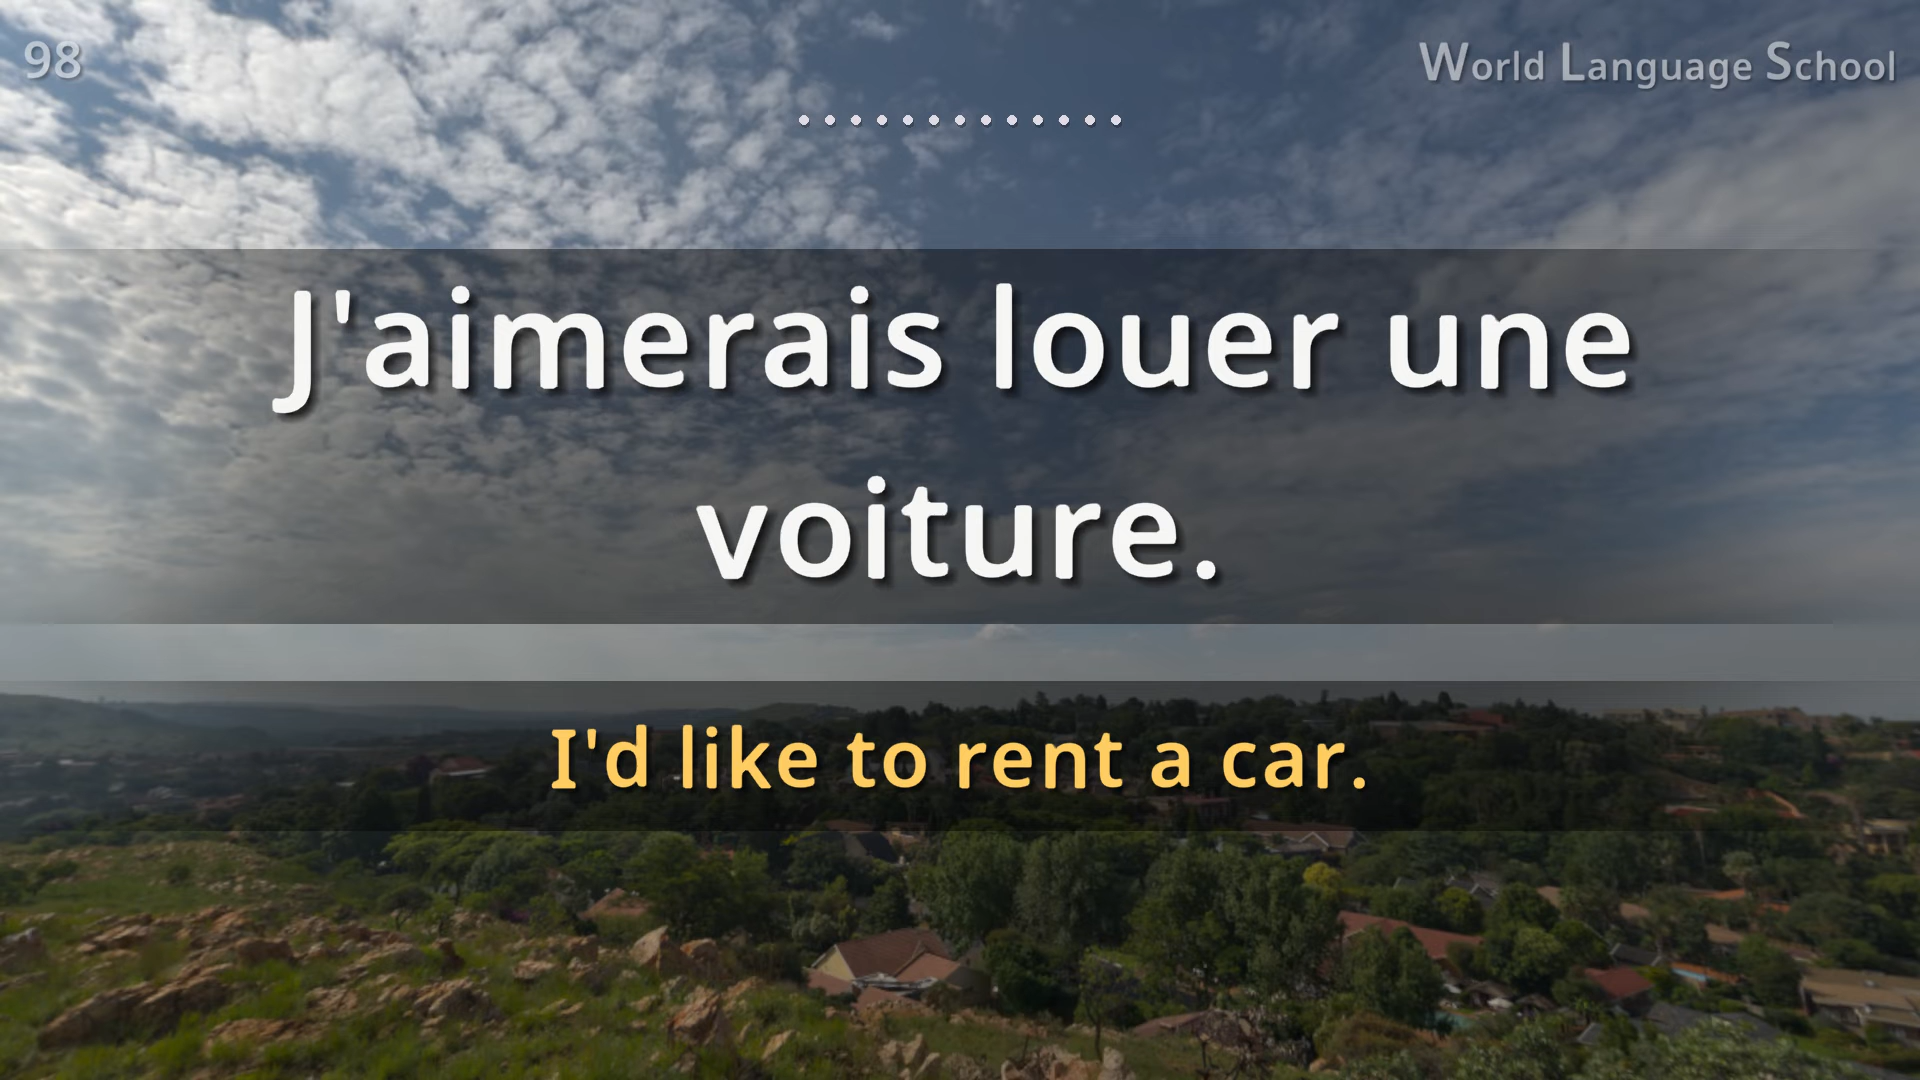 98
World Language School
J'aimerais louer une
voiture.
I'd like to rent a car.